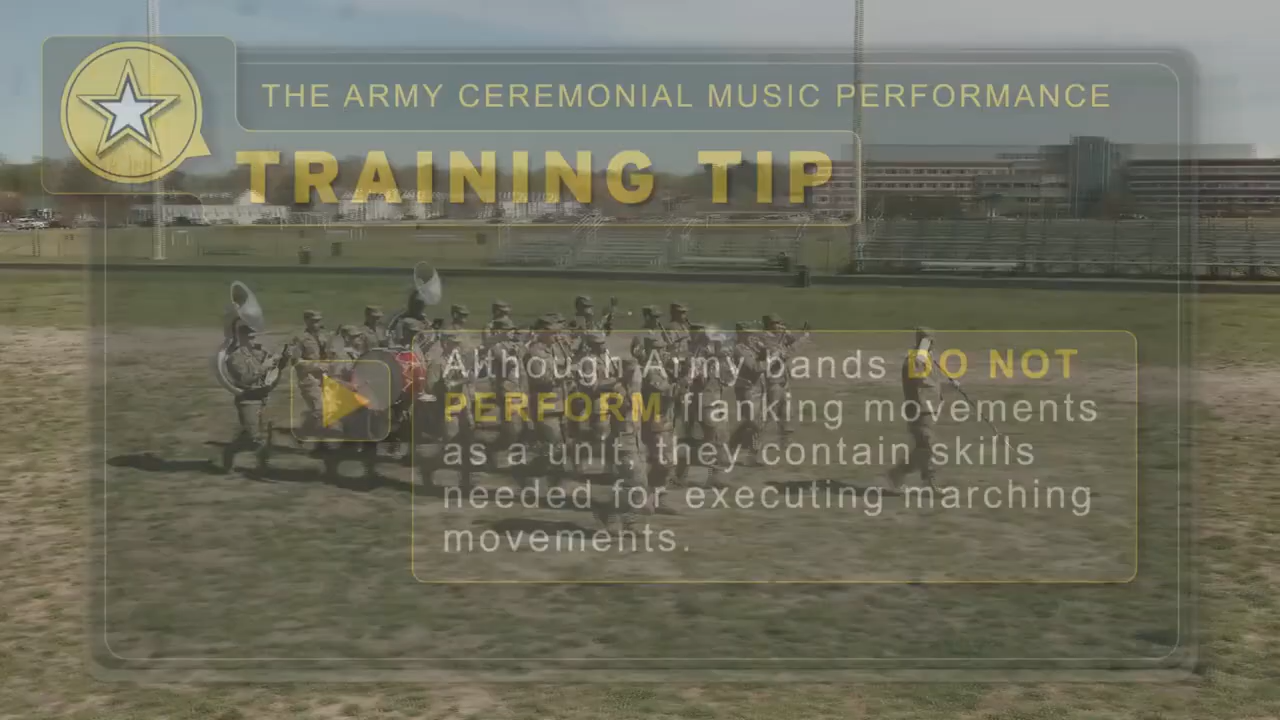 THE ARMY CEREMONIAL MUSIC PERFORMANCE
TRAINING TIP
Although Army bands DO NOT
PERFORM flanking movements
as a unit, they contain skills
needed for executing marching
movements.